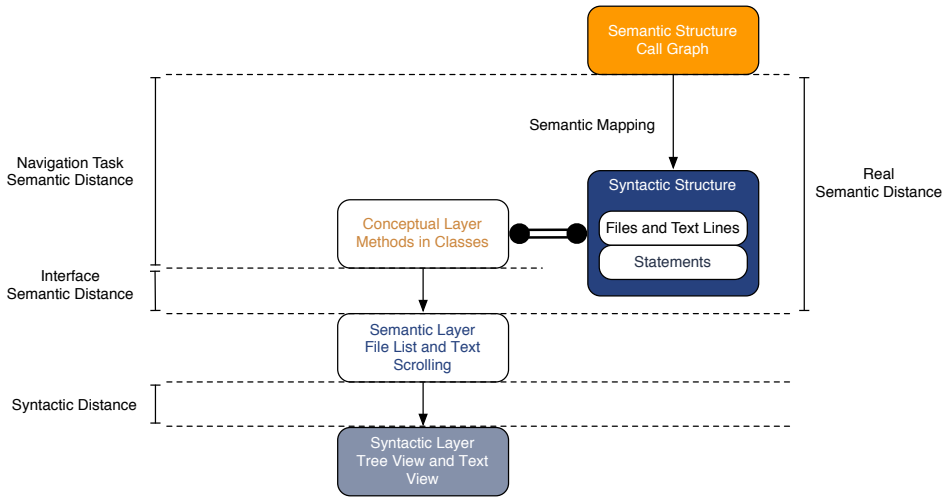 Semantic Structure
Call Graph
Semantic Mapping
Navigation Task
Semantic Distance
Real
Semantic Distance
Syntactic Structure
Files and Text Lines
Statements
Conceptual Layer
Methods in Classes
Interface
Semantic Distance
Semantic Layer
File List and Text
Scrolling
Syntactic Distance
Syntactic Layer
Tree View and Text
View